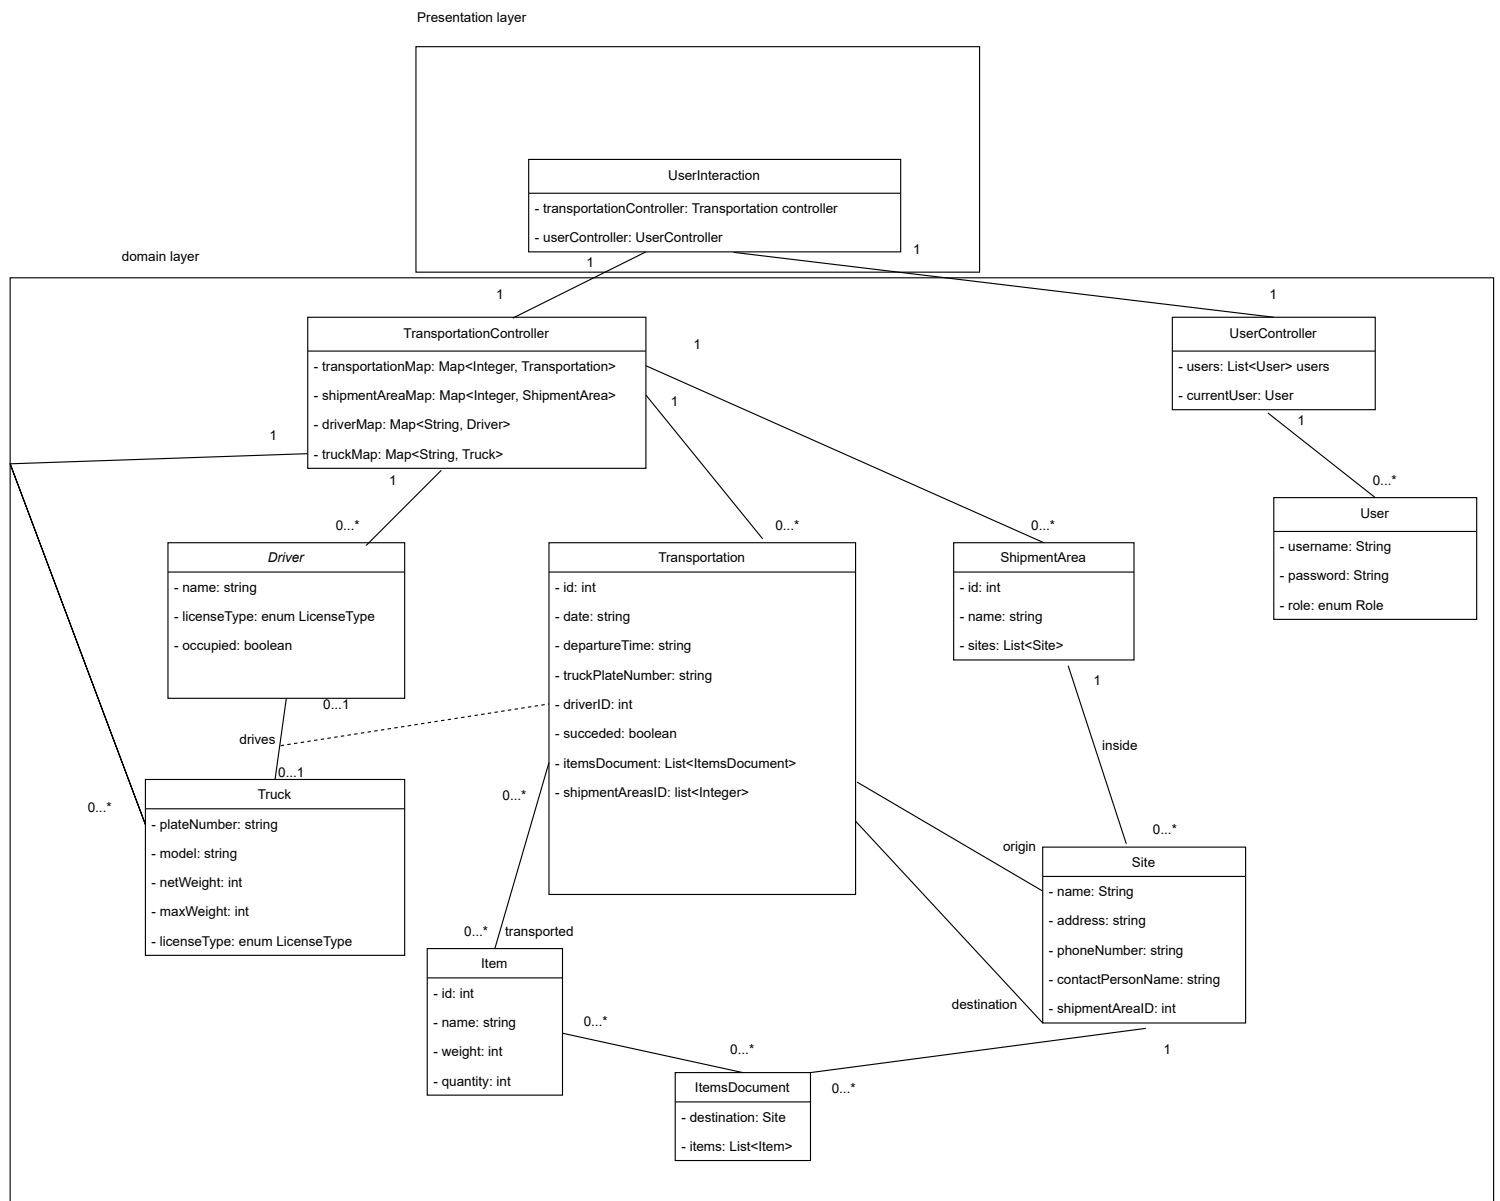 Presentation layer
UserInteraction
- transportationController: Transportation controller
- userController: UserController
domain layer
1
1
1
1
TransportationController
- transportationMap: Map<Integer, Transportation>
- shipmentAreaMap: Map<Integer, ShipmentArea>
- driverMap: Map<String, Driver>
- truckMap: Map<String, Truck>
1
1
1
1
UserController
- users: List<User> users
- currentUser: User
1
0...*
User
- username: String
- password: String
- role: enum Role
0...*
0...*
0...*
Driver
- name: string
- licenseType: enum LicenseType
- occupied: boolean
0...1
drives
0...1
Transportation
- id: int
- date: string
- departureTime: string
- truckPlateNumber: string
- driverID: int
- succeded: boolean
- itemsDocument: List<ItemsDocument>
- shipmentAreasID: list<Integer>
ShipmentArea
- id: int
- name: string
- sites: List<Site>
1
inside
0...*
0...*
Truck
- plateNumber: string
- model: string
- netWeight: int
- maxWeight: int
- licenseType: enum LicenseType
0...*
0...*
transported
origin
destination
Site
- name: String
- address: string
- phoneNumber: string
- contactPersonName: string
- shipmentAreaID: int
Item
- id: int
- name: string
- weight: int
- quantity: int
0...*
0...*
1
0...*
ItemsDocument
- destination: Site
- items: List<Item>